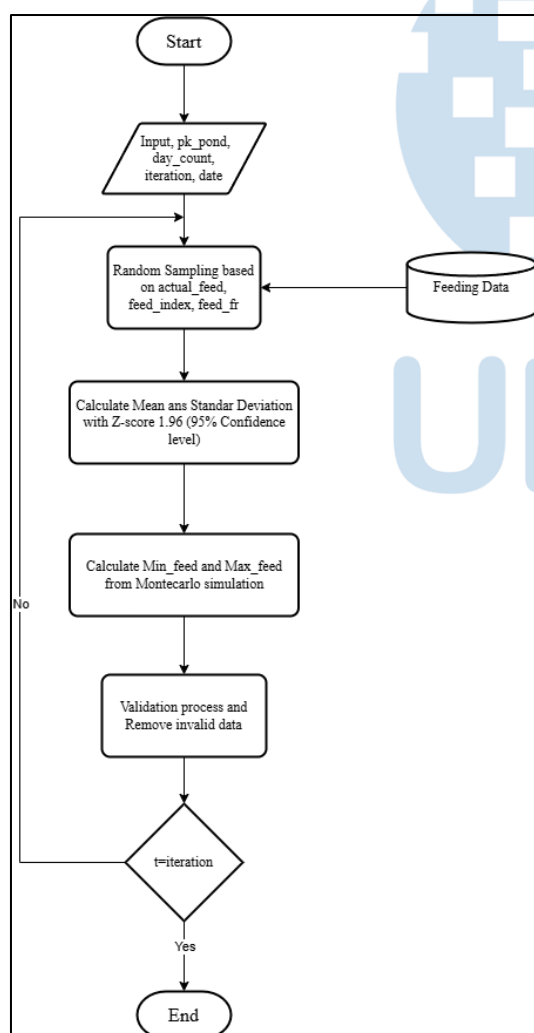 Start
Input, pk_pond,
day_count,
iteration, date
Random Sampling based
on actual_feed,
feed_index, feed_fr
Feeding Data
Calculate Mean ans Standar Deviation
with Z-score 1.96 (95% Confidence
level)
Calculate Min_feed and Max_feed
from Montecarlo simulation
No
Validation process and
Remove invalid data
t=iteration
Yes
End